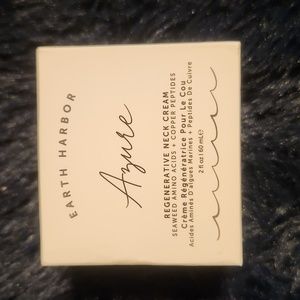 EARTH HARBOR
Azure
REGENERATIVE NECK CREAM
SEAWEED AMINO ACIDS + COPPER PEPTIDES
Crème Régénératrice Pour Le Cou
Acides Aminés D'algues Marines + Peptides De Cuivre
2 fl oz | 60 mL ℮